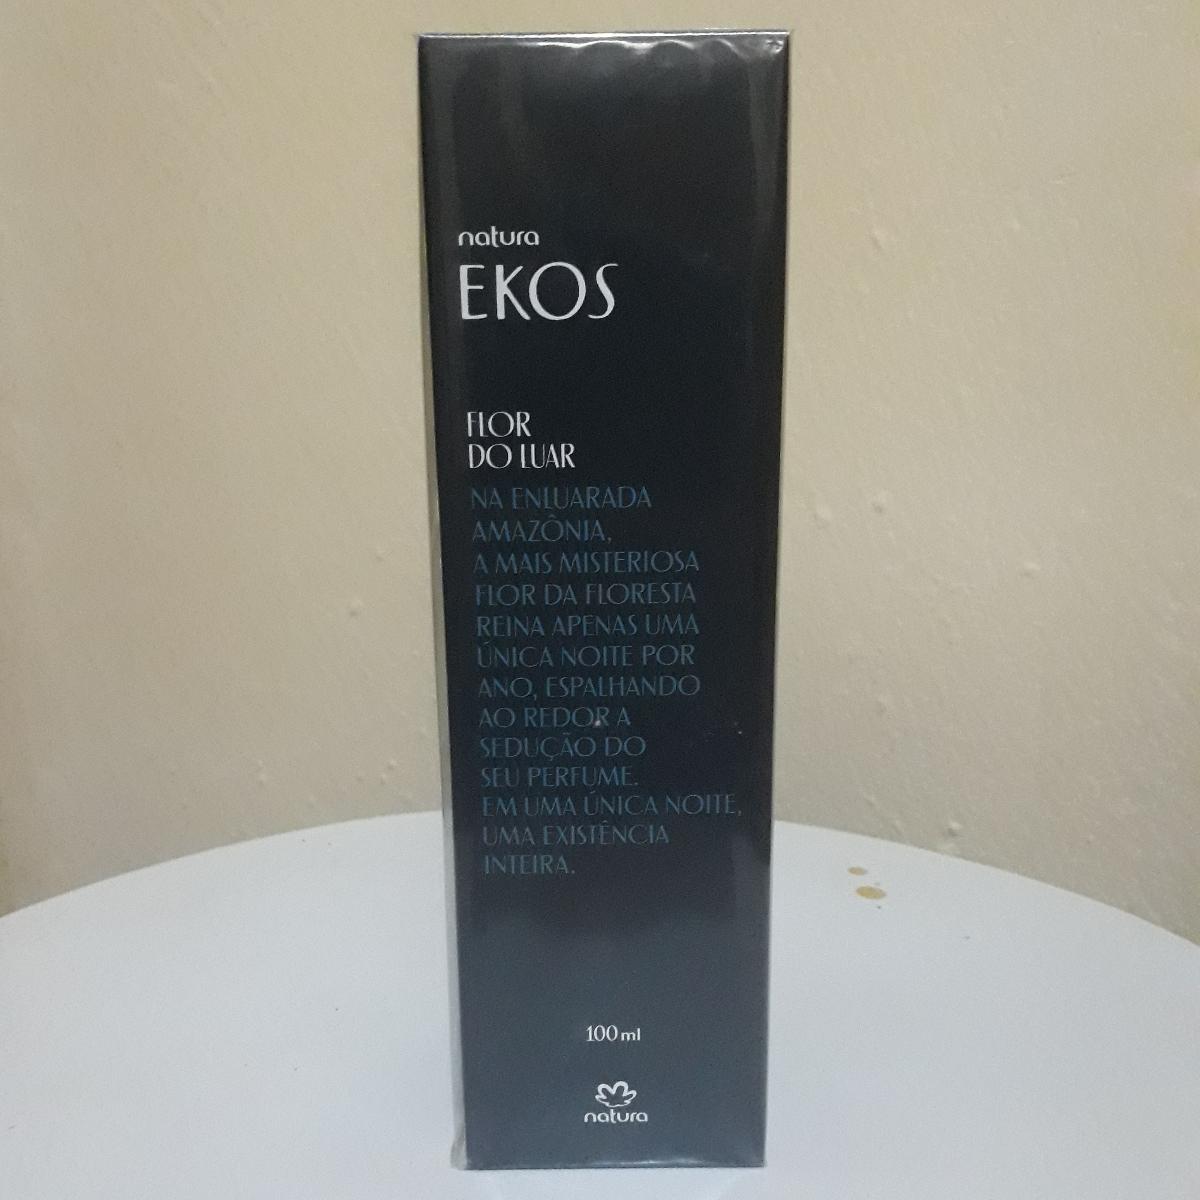 natura
EKOS
FLOR
DO LUAR
NA ENLUARADA
AMAZÔNIA,
A MAIS MISTERIOSA
FLOR DA FLORESTA
REINA APENAS UMA
ÚNICA NOITE POR
ANO, ESPALHANDO
AO REDOR A
SEDUÇÃO DO
SEU PERFUME.
EM UMA ÚNICA NOITE,
UMA EXISTÊNCIA
INTEIRA.
100 ml
natura